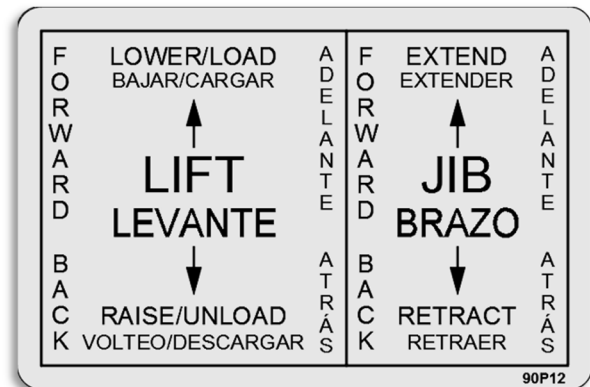 FORWARD
LOWER/LOAD
BAJAR/CARGAR
ADELANTE
LIFT
LEVANTE
BACK
RAISE/UNLOAD
VOLTEO/DESCARGAR
ATRÁS
FORWARD
EXTEND
EXTENDER
ADELANTE
JIB
BRAZO
BACK
RETRACT
RETRAER
ATRÁS
90P12